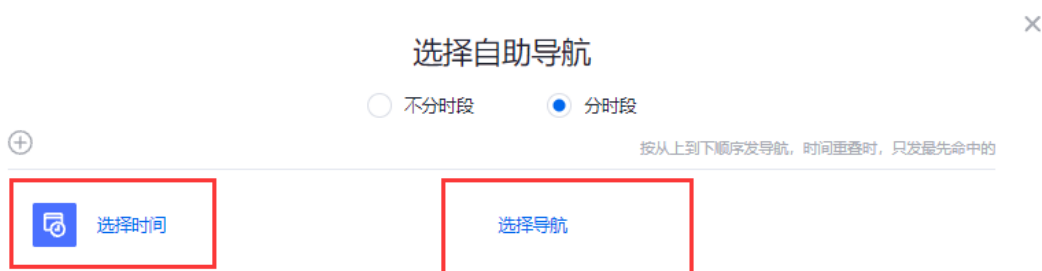 选择自助导航
不分时段 分时段
按从上到下顺序发导航，时间重叠时，只发最先命中的
选择时间 选择导航